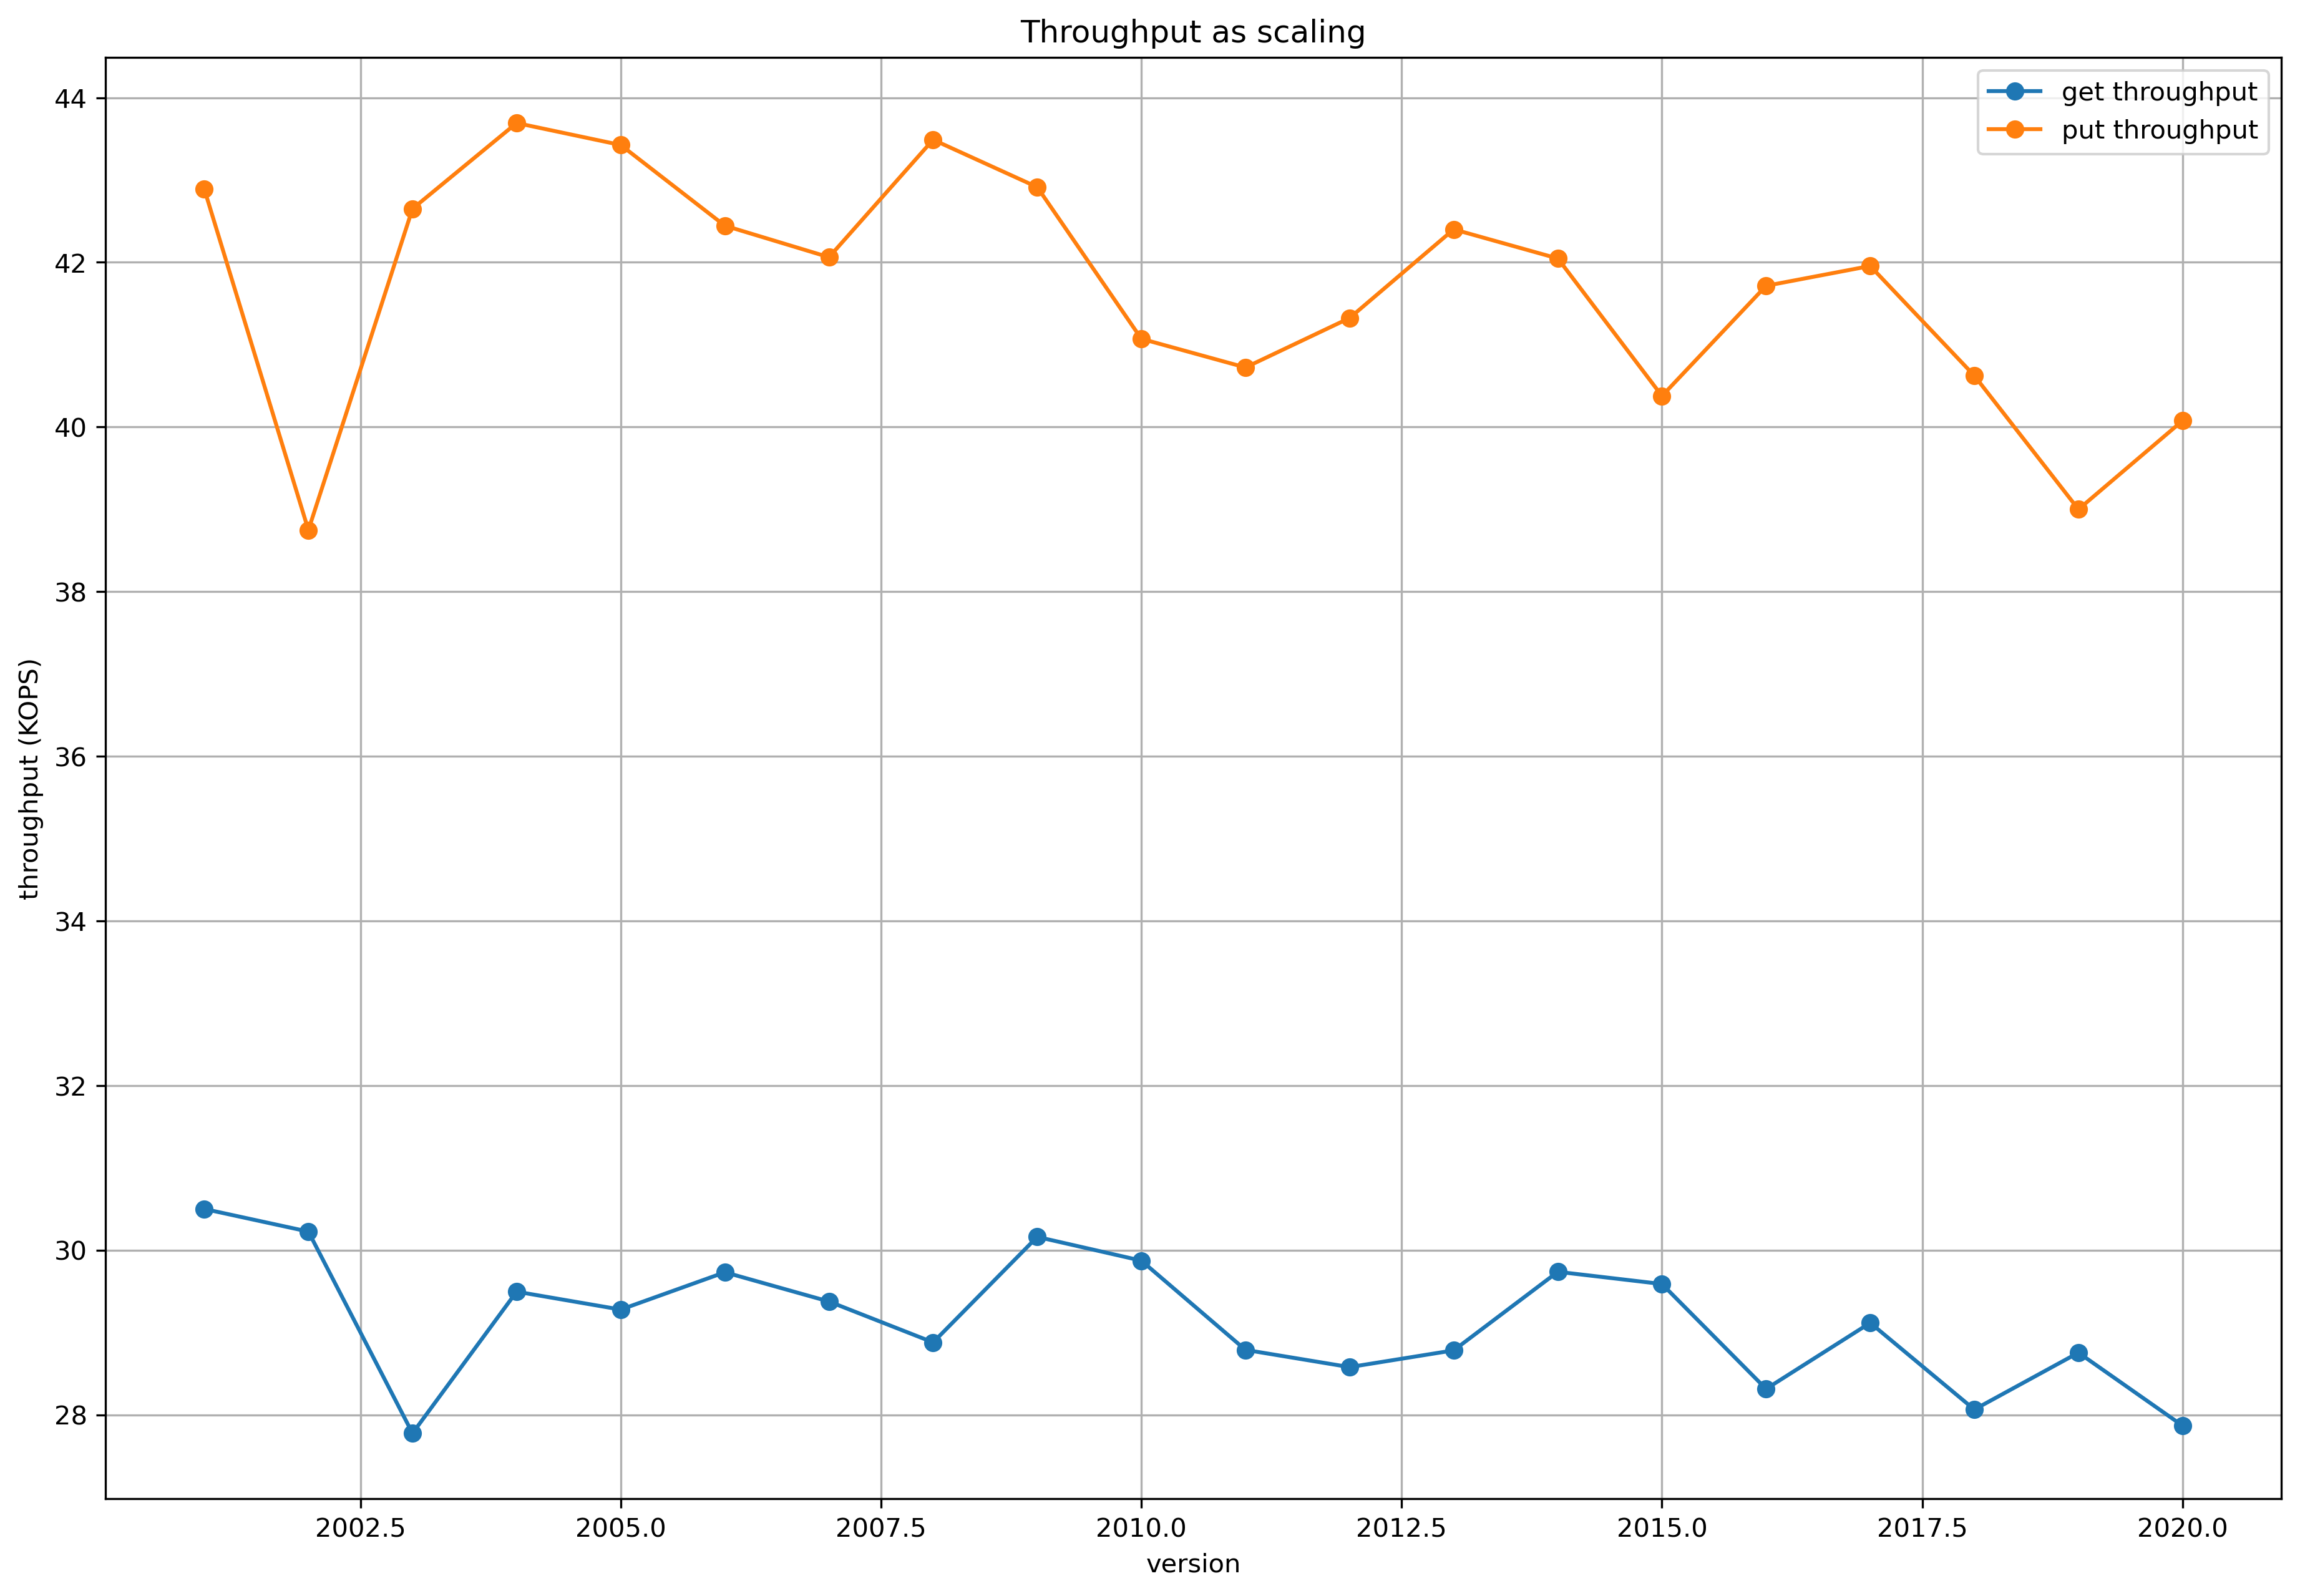 Throughput as scaling
get throughput
put throughput
throughput (KOPS)
44
42
40
38
36
34
32
30
28
2002.5 2005.0 2007.5 2010.0 2012.5 2015.0 2017.5 2020.0
version